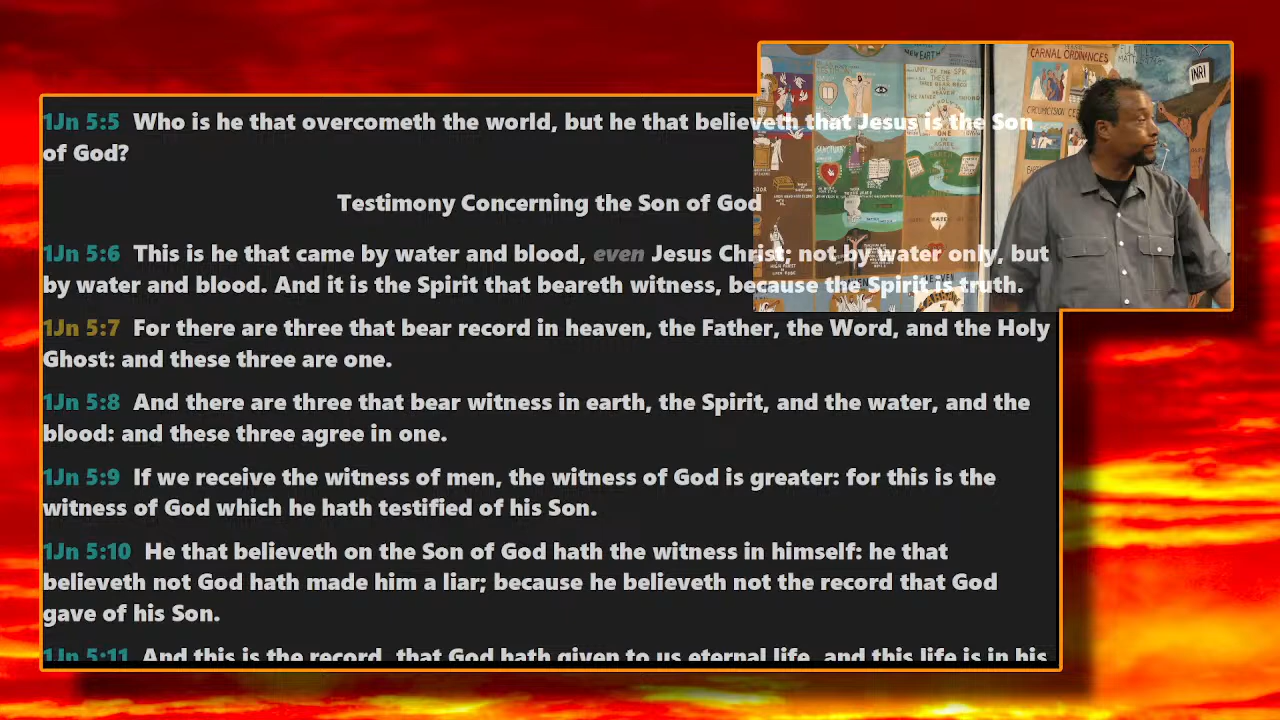 1Jn 5:5 Who is he that overcometh the world, but he that believeth that Jesus is the Son
of God?
Testimony Concerning the Son of God
1Jn 5:6 This is he that came by water and blood, even Jesus Christ; not by water only, but
by water and blood. And it is the Spirit that beareth witness, because the Spirit is truth.
1Jn 5:7 For there are three that bear record in heaven, the Father, the Word, and the Holy
Ghost: and these three are one.
1Jn 5:8 And there are three that bear witness in earth, the Spirit, and the water, and the
blood: and these three agree in one.
1Jn 5:9 If we receive the witness of men, the witness of God is greater: for this is the
witness of God which he hath testified of his Son.
1Jn 5:10 He that believeth on the Son of God hath the witness in himself: he that
believeth not God hath made him a liar; because he believeth not the record that God
gave of his Son.
1Jn 5:11 And this is the record, that God hath given to us eternal life, and this life is in his
NEW EARTH
CARNAL ORDINANCES
INRI
CIRCUMCISION
SANCTUARY
WATER